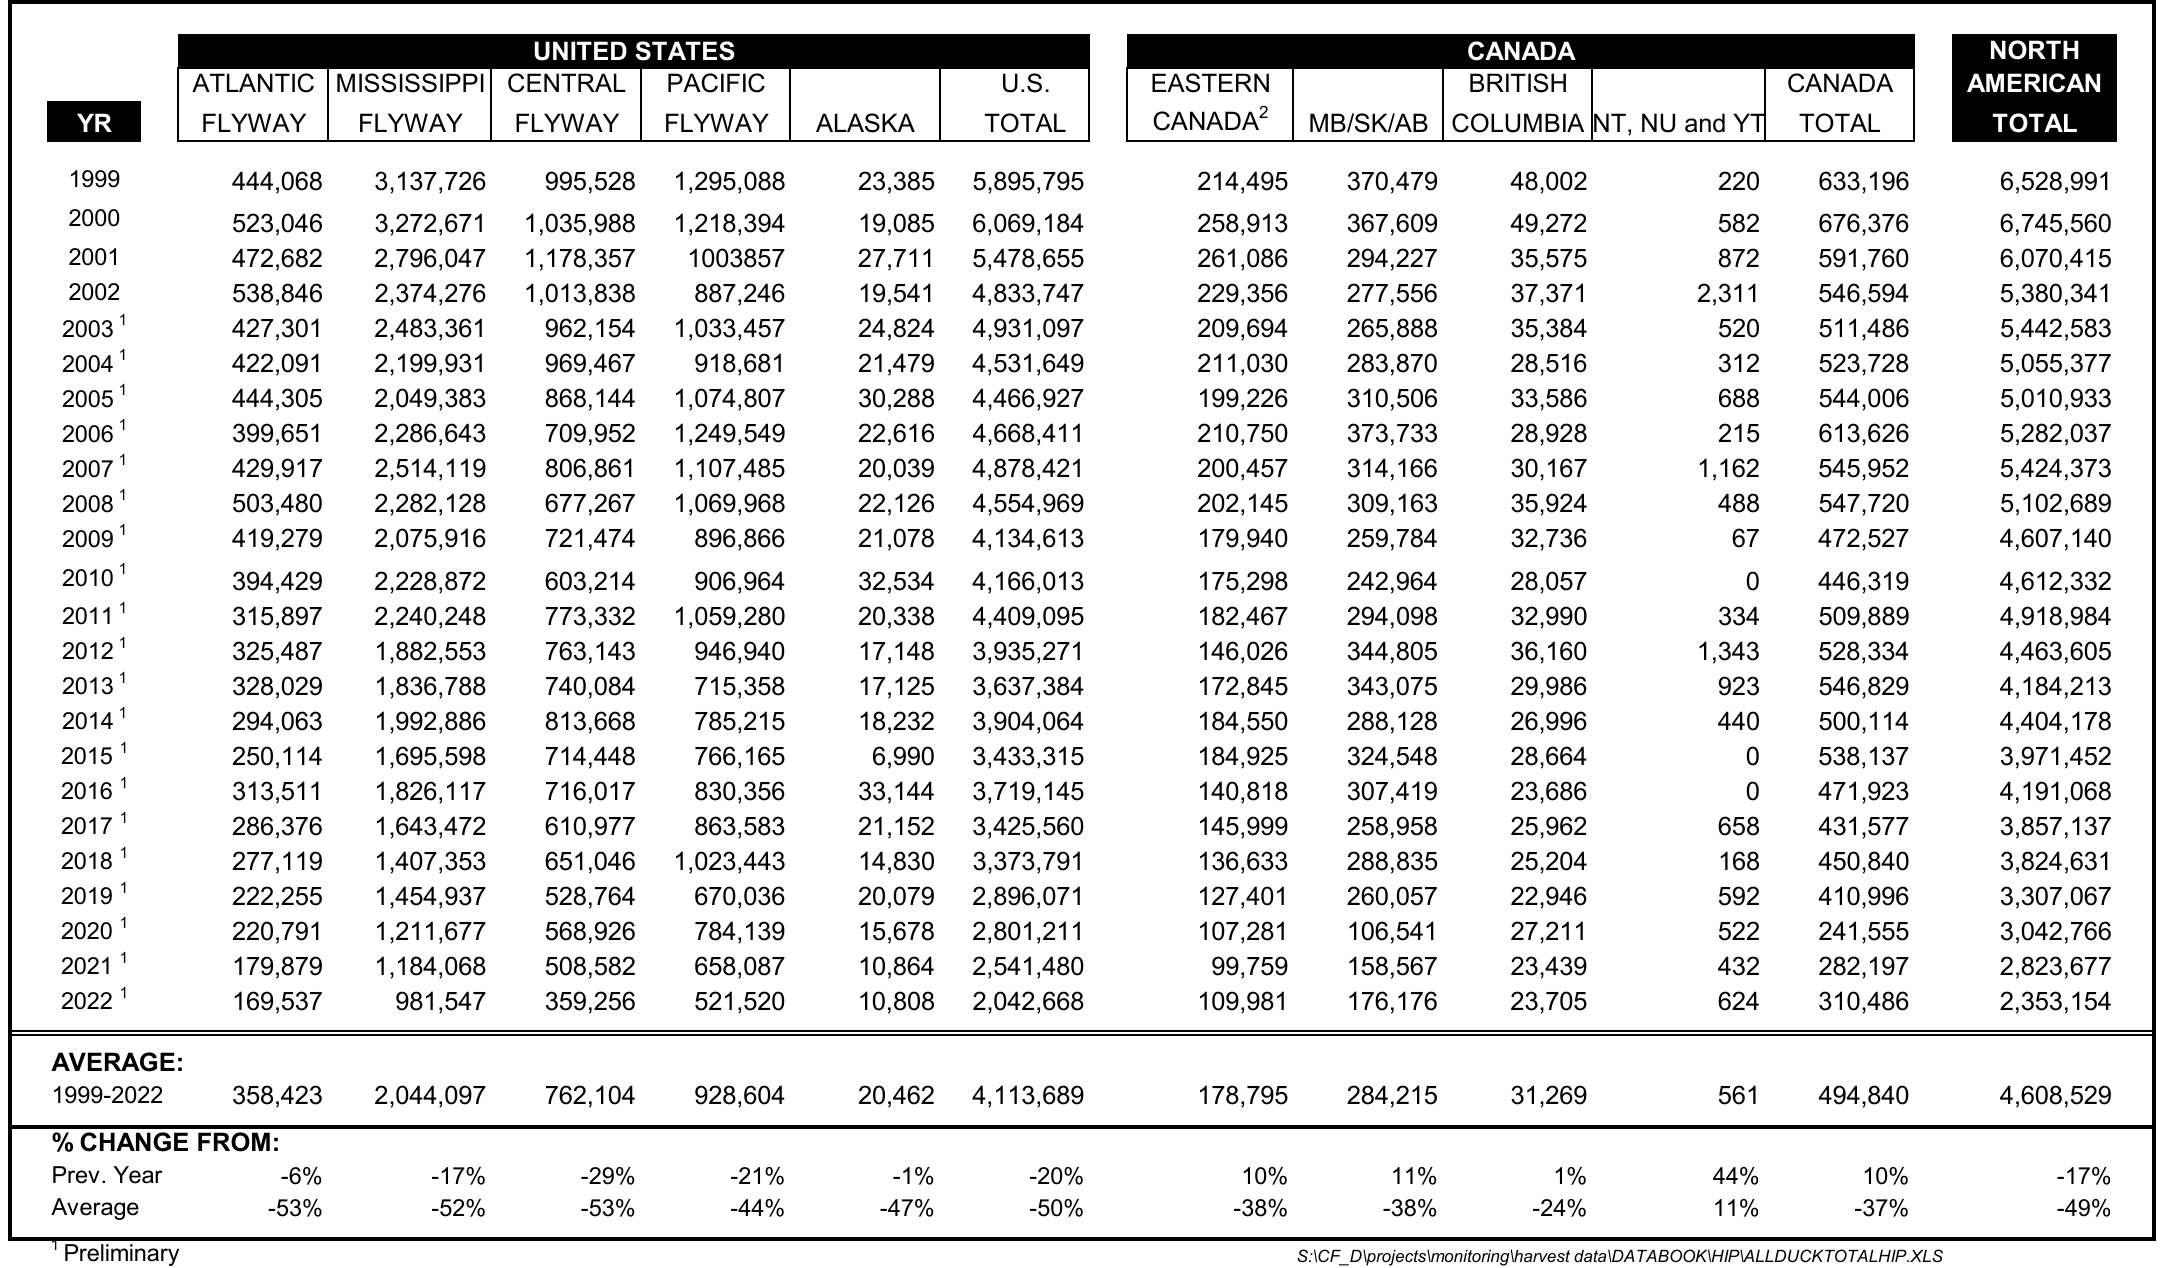 UNITED STATES CANADA NORTH
ATLANTIC MISSISSIPPI CENTRAL PACIFIC U.S. EASTERN BRITISH CANADA AMERICAN
YR FLYWAY FLYWAY FLYWAY FLYWAY ALASKA TOTAL CANADA2 MB/SK/AB COLUMBIA NT, NU and YT TOTAL TOTAL
1999 444,068 3,137,726 995,528 1,295,088 23,385 5,895,795 214,495 370,479 48,002 220 633,196 6,528,991
2000 523,046 3,272,671 1,035,988 1,218,394 19,085 6,069,184 258,913 367,609 49,272 582 676,376 6,745,560
2001 472,682 2,796,047 1,178,357 1003857 27,711 5,478,655 261,086 294,227 35,575 872 591,760 6,070,415
2002 538,846 2,374,276 1,013,838 887,246 19,541 4,833,747 229,356 277,556 37,371 2,311 546,594 5,380,341
2003 1 427,301 2,483,361 962,154 1,033,457 24,824 4,931,097 209,694 265,888 35,384 520 511,486 5,442,583
2004 1 422,091 2,199,931 969,467 918,681 21,479 4,531,649 211,030 283,870 28,516 312 523,728 5,055,377
2005 1 444,305 2,049,383 868,144 1,074,807 30,288 4,466,927 199,226 310,506 33,586 688 544,006 5,010,933
2006 1 399,651 2,286,643 709,952 1,249,549 22,616 4,668,411 210,750 373,733 28,928 215 613,626 5,282,037
2007 1 429,917 2,514,119 806,861 1,107,485 20,039 4,878,421 200,457 314,166 30,167 1,162 545,952 5,424,373
2008 1 503,480 2,282,128 677,267 1,069,968 22,126 4,554,969 202,145 309,163 35,924 488 547,720 5,102,689
2009 1 419,279 2,075,916 721,474 896,866 21,078 4,134,613 179,940 259,784 32,736 67 472,527 4,607,140
2010 1 394,429 2,228,872 603,214 906,964 32,534 4,166,013 175,298 242,964 28,057 0 446,319 4,612,332
2011 1 315,897 2,240,248 773,332 1,059,280 20,338 4,409,095 182,467 294,098 32,990 334 509,889 4,918,984
2012 1 325,487 1,882,553 763,143 946,940 17,148 3,935,271 146,026 344,805 36,160 1,343 528,334 4,463,605
2013 1 328,029 1,836,788 740,084 715,358 17,125 3,637,384 172,845 343,075 29,986 923 546,829 4,184,213
2014 1 294,063 1,992,886 813,668 785,215 18,232 3,904,064 184,550 288,128 26,996 440 500,114 4,404,178
2015 1 250,114 1,695,598 714,448 766,165 6,990 3,433,315 184,925 324,548 28,664 0 538,137 3,971,452
2016 1 313,511 1,826,117 716,017 830,356 33,144 3,719,145 140,818 307,419 23,686 0 471,923 4,191,068
2017 1 286,376 1,643,472 610,977 863,583 21,152 3,425,560 145,999 258,958 25,962 658 431,577 3,857,137
2018 1 277,119 1,407,353 651,046 1,023,443 14,830 3,373,791 136,633 288,835 25,204 168 450,840 3,824,631
2019 1 222,255 1,454,937 528,764 670,036 20,079 2,896,071 127,401 260,057 22,946 592 410,996 3,307,067
2020 1 220,791 1,211,677 568,926 784,139 15,678 2,801,211 107,281 106,541 27,211 522 241,555 3,042,766
2021 1 179,879 1,184,068 508,582 658,087 10,864 2,541,480 99,759 158,567 23,439 432 282,197 2,823,677
2022 1 169,537 981,547 359,256 521,520 10,808 2,042,668 109,981 176,176 23,705 624 310,486 2,353,154
AVERAGE:
1999-2022 358,423 2,044,097 762,104 928,604 20,462 4,113,689 178,795 284,215 31,269 561 494,840 4,608,529
% CHANGE FROM:
Prev. Year -6% -17% -29% -21% -1% -20% 10% 11% 1% 44% 10% -17%
Average -53% -52% -53% -44% -47% -50% -38% -38% -24% 11% -37% -49%
1 Preliminary S:\CF_D\projects\monitoring\harvest data\DATABOOK\HIP\ALLDUCKTOTALHIP.XLS